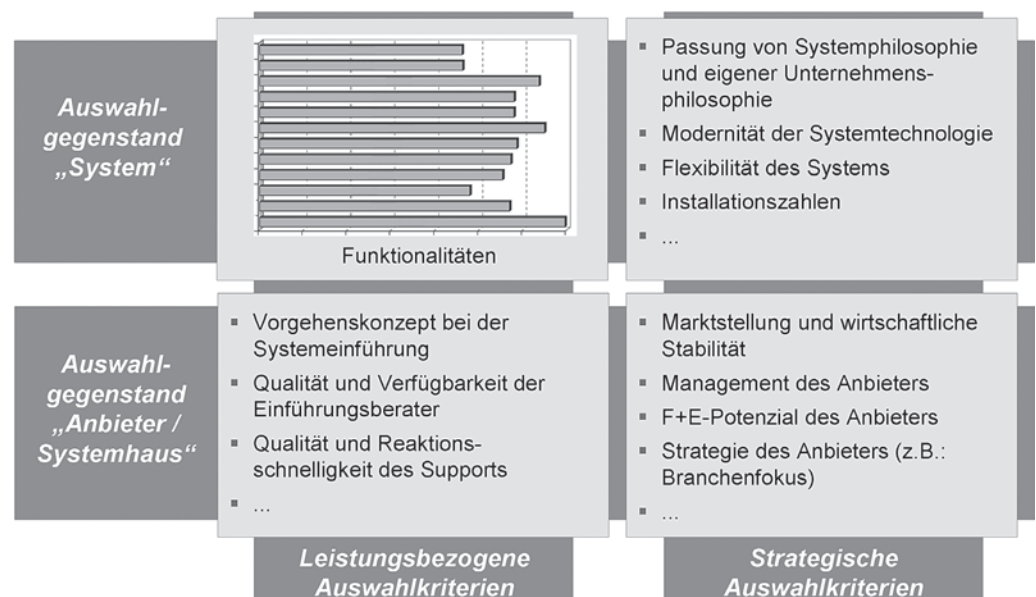 Auswahl-
gegenstand
„System“
Funktionalitäten
▪ Passung von Systemphilosophie
und eigener Unternehmens-
philosophie
▪ Modernität der Systemtechnologie
▪ Flexibilität des Systems
▪ Installationszahlen
▪ ...
Auswahl-
gegenstand
„Anbieter /
Systemhaus“
▪ Vorgehenskonzept bei der
Systemeinführung
▪ Qualität und Verfügbarkeit der
Einführungsberater
▪ Qualität und Reaktions-
schnelligkeit des Supports
▪ ...
▪ Marktstellung und wirtschaftliche
Stabilität
▪ Management des Anbieters
▪ F+E-Potenzial des Anbieters
▪ Strategie des Anbieters (z.B.:
Branchenfokus)
▪ ...
Leistungsbezogene
Auswahlkriterien
Strategische
Auswahlkriterien